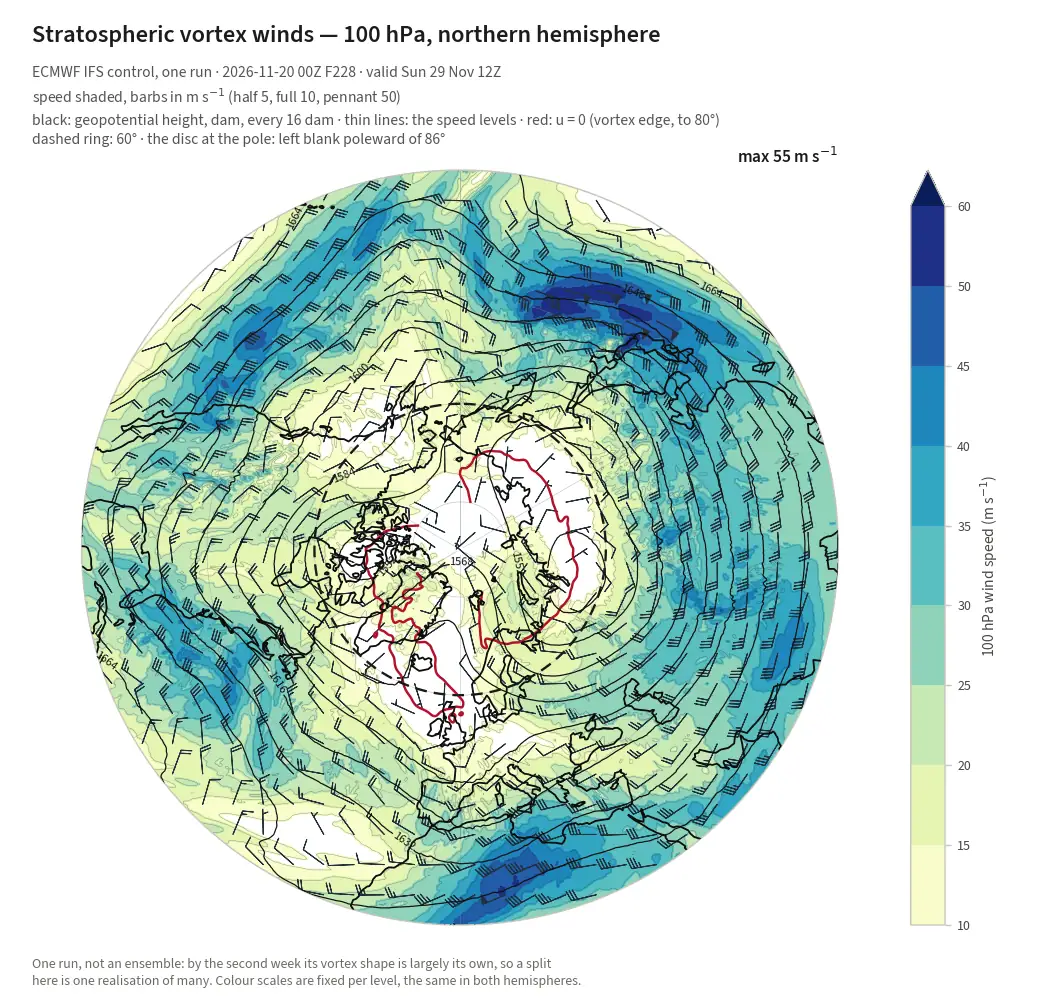 Stratospheric vortex winds — 100 hPa, northern hemisphere
ECMWF IFS control, one run · 2026-11-20 00Z F228 · valid Sun 29 Nov 12Z
speed shaded, barbs in m s⁻¹ (half 5, full 10, pennant 50)
black: geopotential height, dam, every 16 dam · thin lines: the speed levels · red: u = 0 (vortex edge, to 80°)
dashed ring: 60° · the disc at the pole: left blank poleward of 86°
max 55 m s⁻¹
60
50
45
40
35
30
25
20
15
10
100 hPa wind speed (m s⁻¹)
1664
1648
1664
1600
1584
1568
1664
1616
One run, not an ensemble: by the second week its vortex shape is largely its own, so a split
here is one realisation of many. Colour scales are fixed per level, the same in both hemispheres.